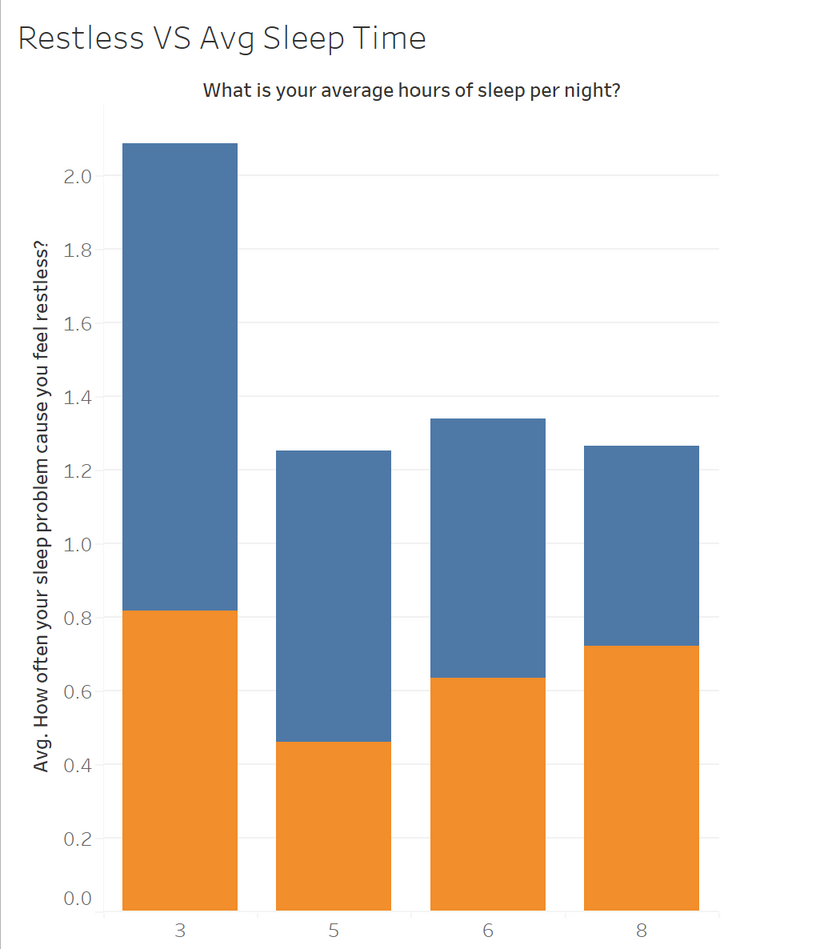 Restless VS Avg Sleep Time
What is your average hours of sleep per night?
Avg. How often your sleep problem cause you feel restless?
2.0
1.8
1.6
1.4
1.2
1.0
0.8
0.6
0.4
0.2
0.0
3 5 6 8